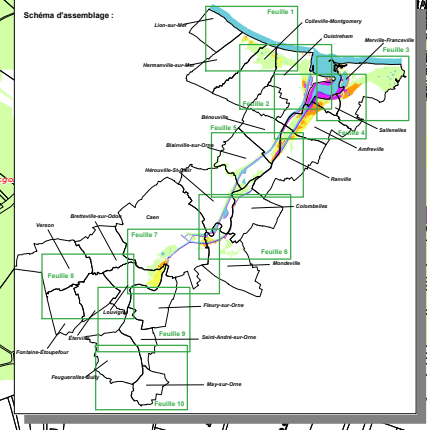 Schéma d'assemblage :
Feuille 1
Lion-sur-Mer
Colleville-Montgomery
Ouistreham
Merville-Franceville
Feuille 3
Hermanville-sur-Mer
Feuille 2
Bénouville
Feuille 5
Feuille 4
Sallenelles
Amfreville
Blainville-sur-Orne
Ranville
Hérouville-St-Clair
Colombelles
Bretteville-sur-Odon
Caen
Verson
Feuille 7
Feuille 6
Mondeville
Feuille 8
Fleury-sur-Orne
Louvigny
Eterville
Feuille 9
Saint-André-sur-Orne
Fontaine-Etoupefour
Feuguerolles-Bully
May-sur-Orne
Feuille 10